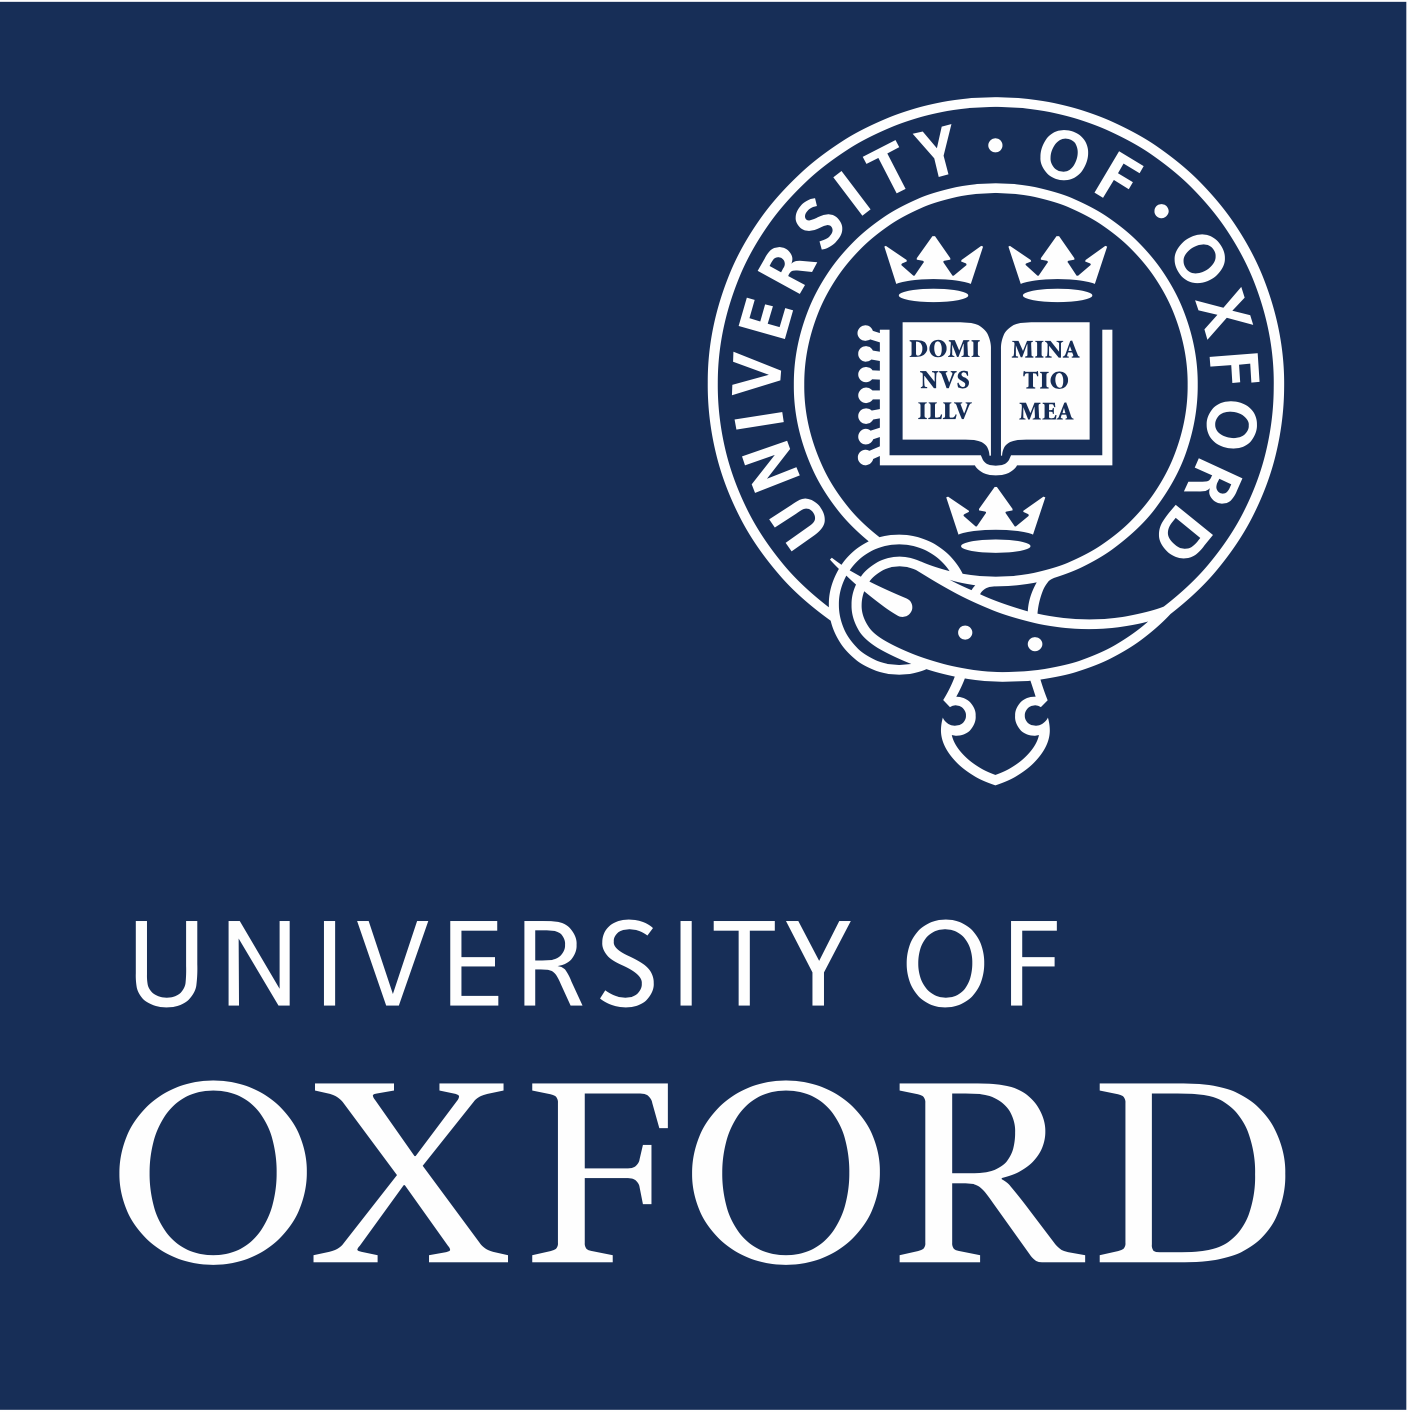 UNIVERSITY · OF · OXFORD
DOMI
NVS
ILLV
MINA
TIO
MEA
UNIVERSITY OF
OXFORD